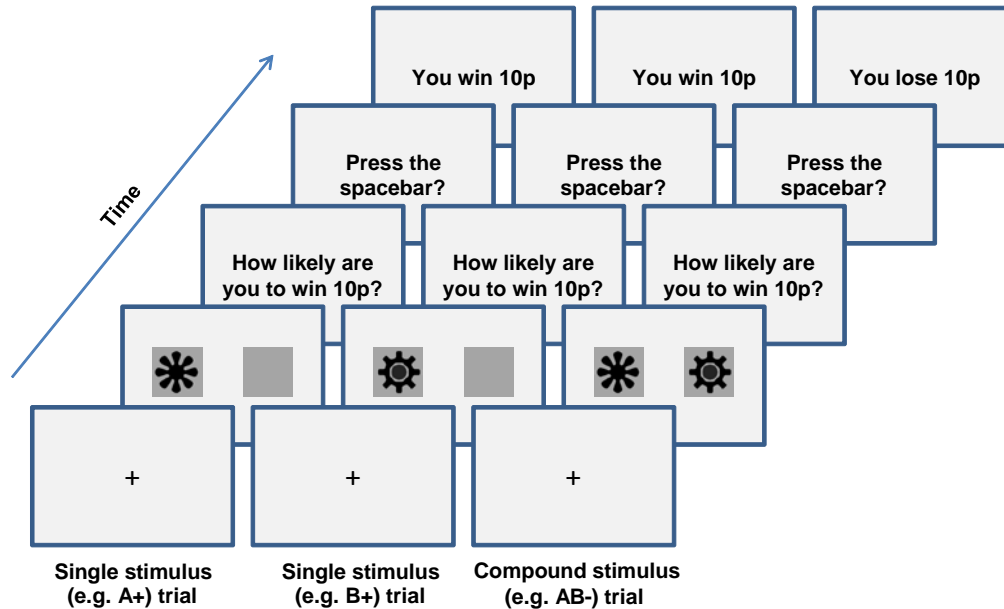 You win 10p
You win 10p
You lose 10p
Press the
spacebar?
Press the
spacebar?
Press the
spacebar?
Time
How likely are
you to win 10p?
How likely are
you to win 10p?
How likely are
you to win 10p?
+
+
+
Single stimulus
(e.g. A+) trial
Single stimulus
(e.g. B+) trial
Compound stimulus
(e.g. AB-) trial